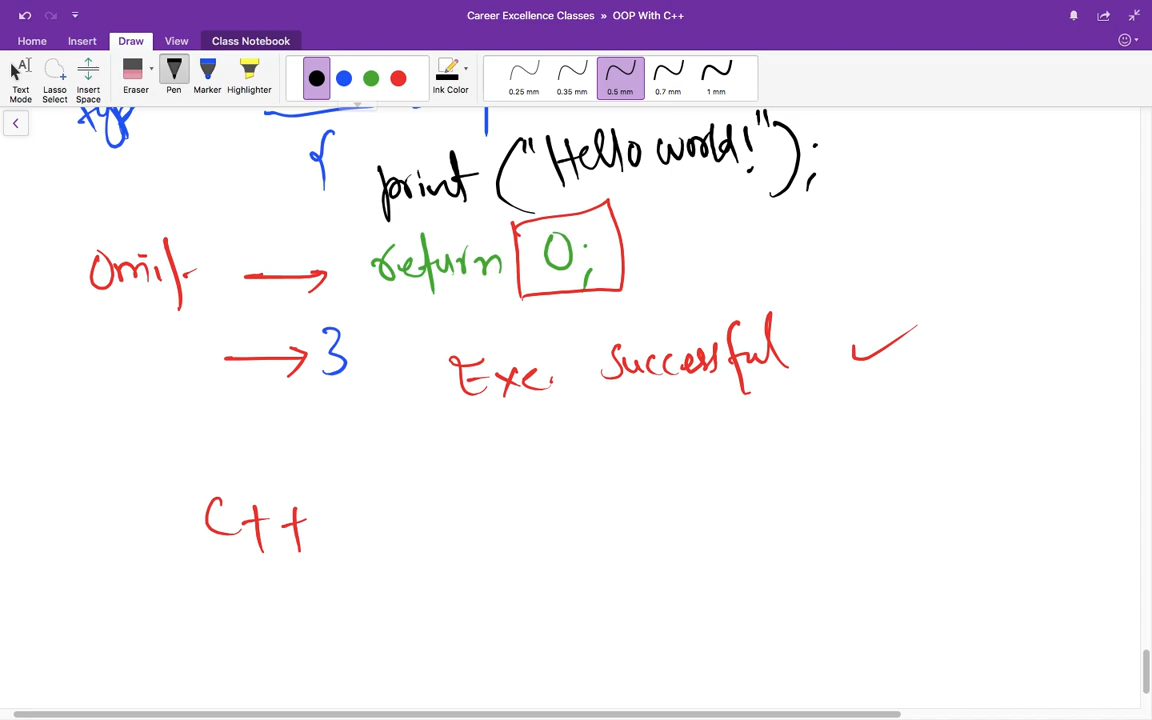 Career Excellence Classes » OOP With C++
Home Insert Draw View Class Notebook
Text Mode Lasso Select Insert Space Eraser Pen Marker Highlighter Ink Color 0.25 mm 0.35 mm 0.5 mm 0.7 mm 1 mm
typ
f
print ("Hello world!");
return 0;
→ 3
Exe. Successful ✓
C++